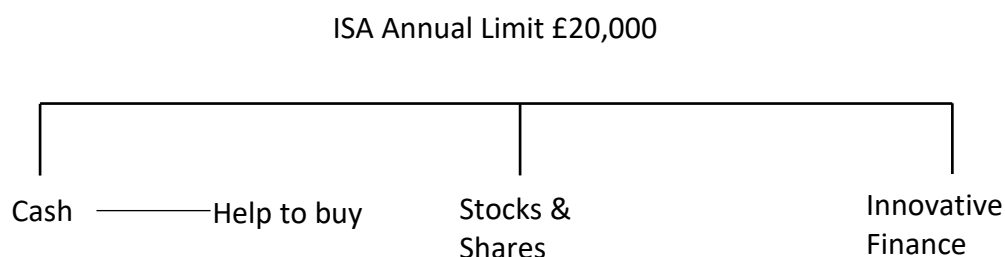 ISA Annual Limit £20,000
Cash
Help to buy
Stocks &
Shares
Innovative
Finance